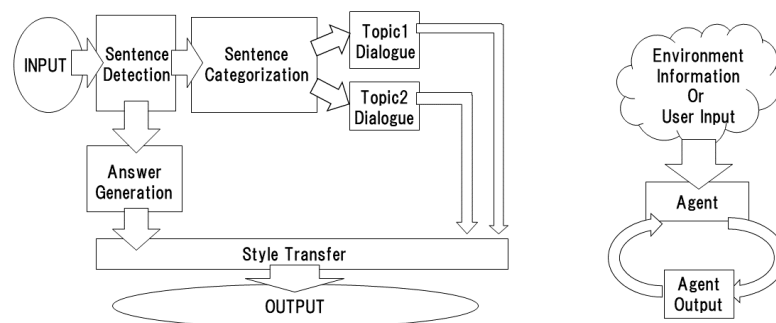 INPUT
Sentence
Detection
Sentence
Categorization
Topic1
Dialogue
Topic2
Dialogue
Answer
Generation
Style Transfer
OUTPUT
Environment
Information
Or
User Input
Agent
Agent
Output